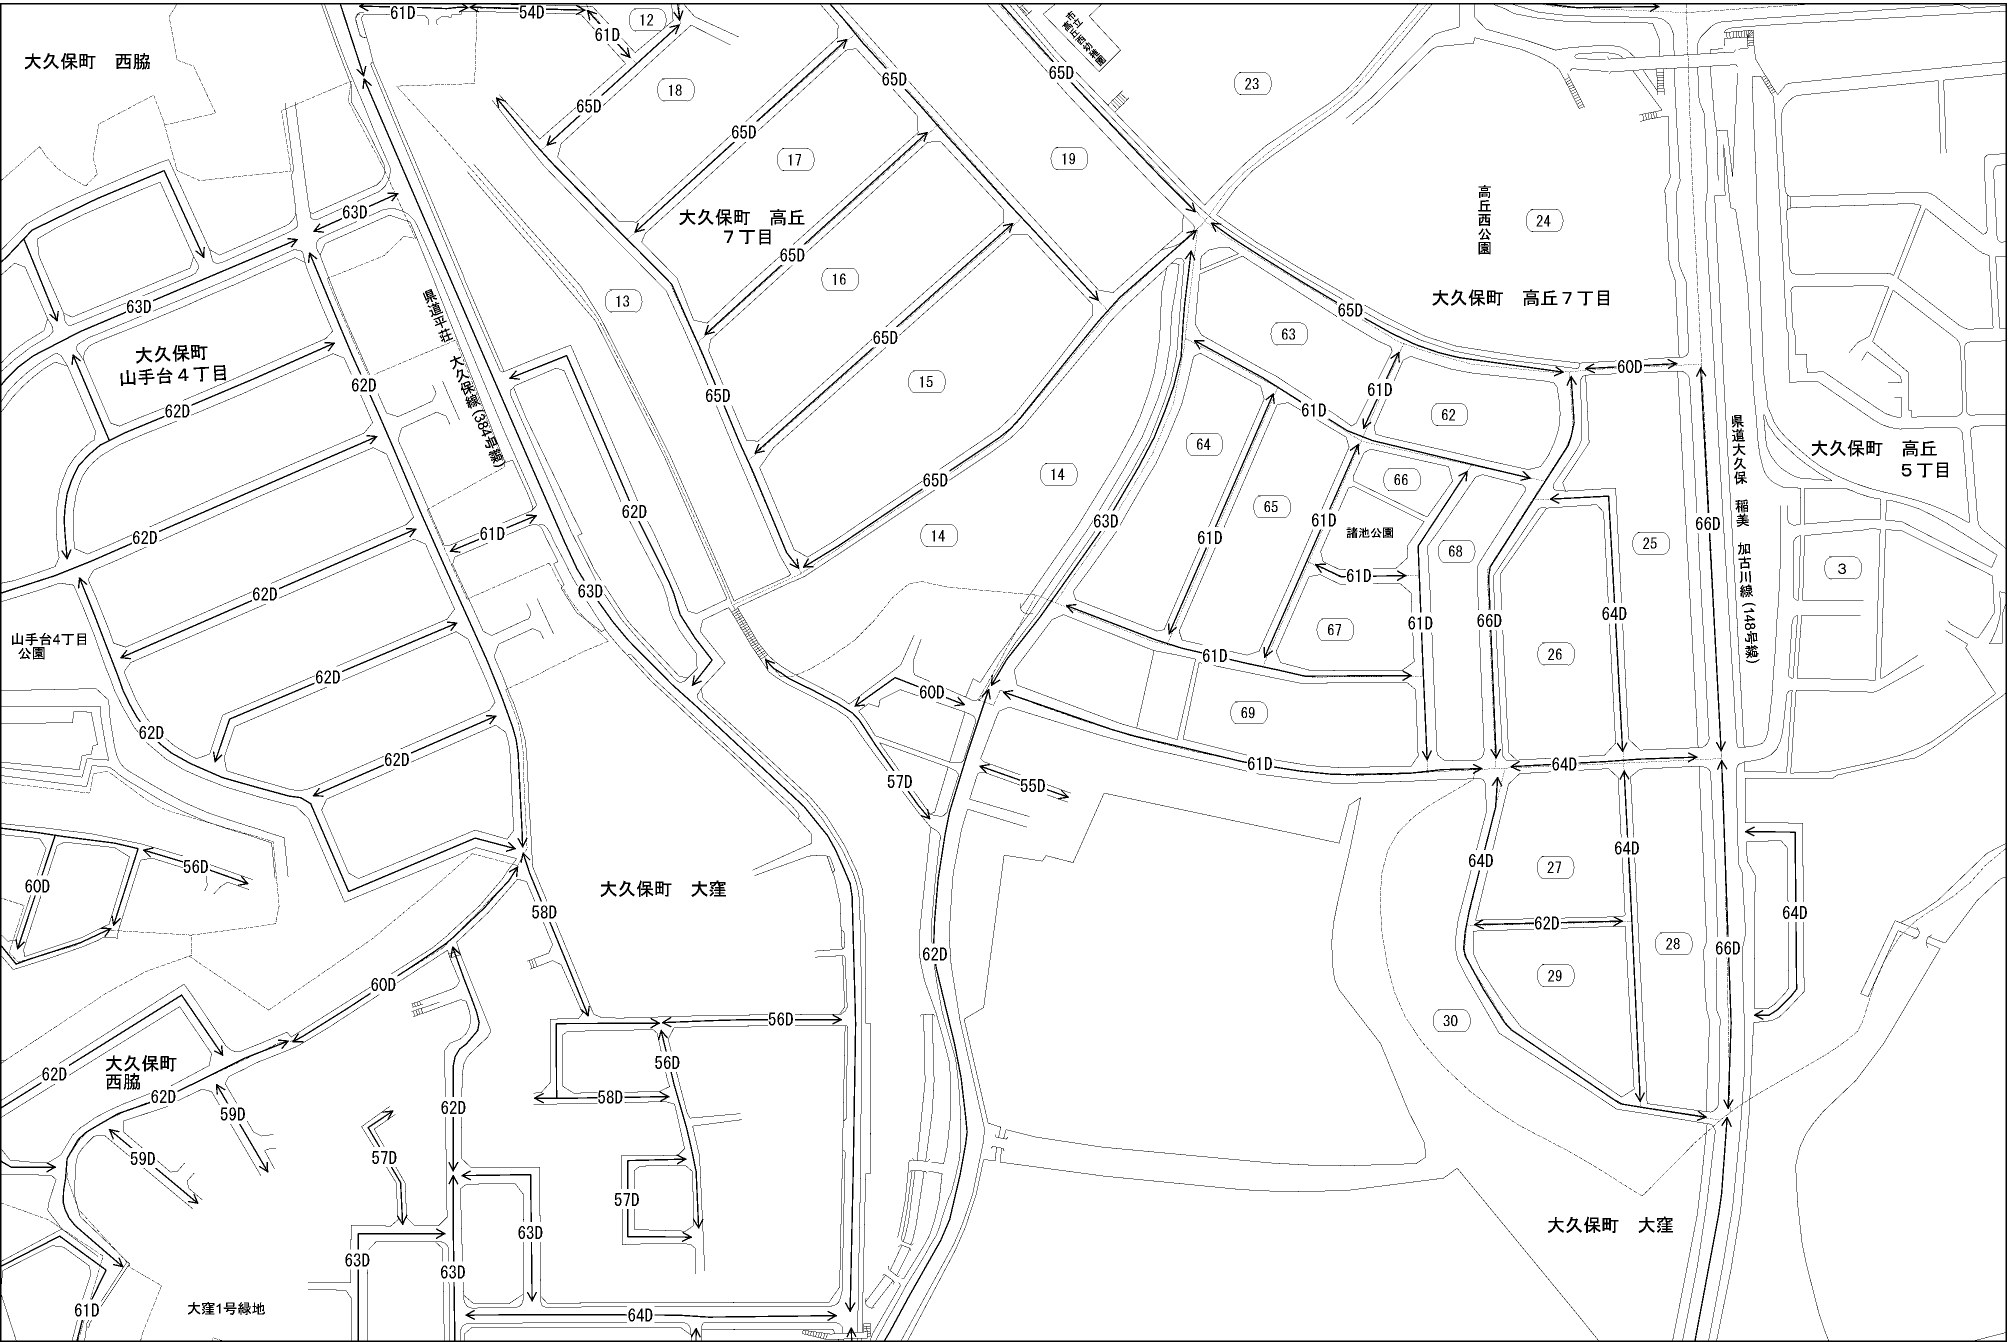 61D
54D
61D
12
市立
高丘西幼稚園
大久保町 西脇
65D
65D
23
18
65D
65D
17
19
63D
大久保町 高丘
7丁目
高丘西公園
24
65D
16
13
63D
県道平荘 大久保線(384号線)
大久保町 高丘7丁目
65D
65D
63
大久保町
山手台4丁目
60D
62D
65D
15
61D
62D
62
61D
県道大久保 稲美 加古川線(148号線)
64
大久保町 高丘
5丁目
14
65D
66
65
62D
62D
63D
61D
66D
61D
61D
諸池公園
14
68
25
62D
61D
3
62D
63D
64D
61D
66D
67
山手台4丁目
公園
61D
26
62D
60D
69
62D
62D
61D
64D
57D
55D
56D
60D
64D
27
64D
大久保町 大窪
58D
64D
62D
28
66D
62D
29
60D
56D
30
62D
大久保町
西脇
62D
56D
58D
62D
59D
57D
59D
57D
63D
63D
63D
大久保町 大窪
61D
大窪1号緑地
64D